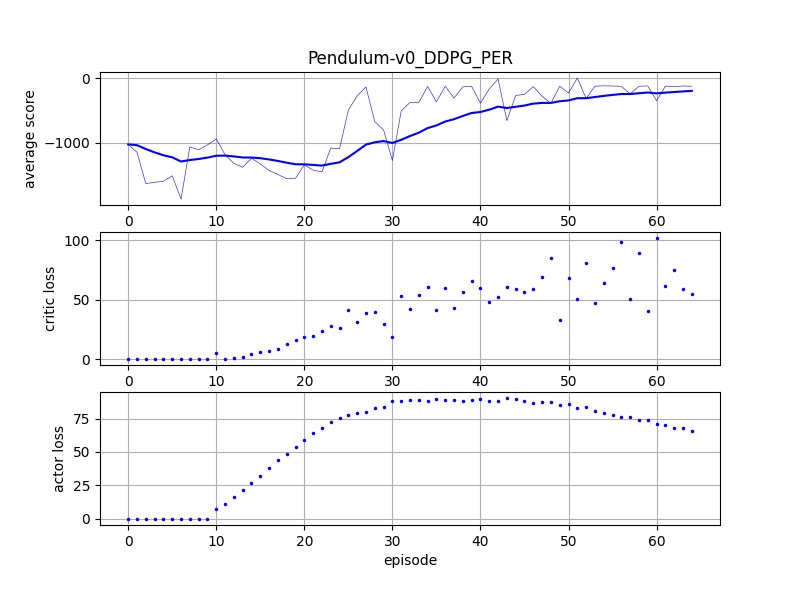 Pendulum-v0_DDPG_PER
0
−1000
average score
0 10 20 30 40 50 60
100
50
0
critic loss
0 10 20 30 40 50 60
75
50
25
0
actor loss
0 10 20 30 40 50 60
episode